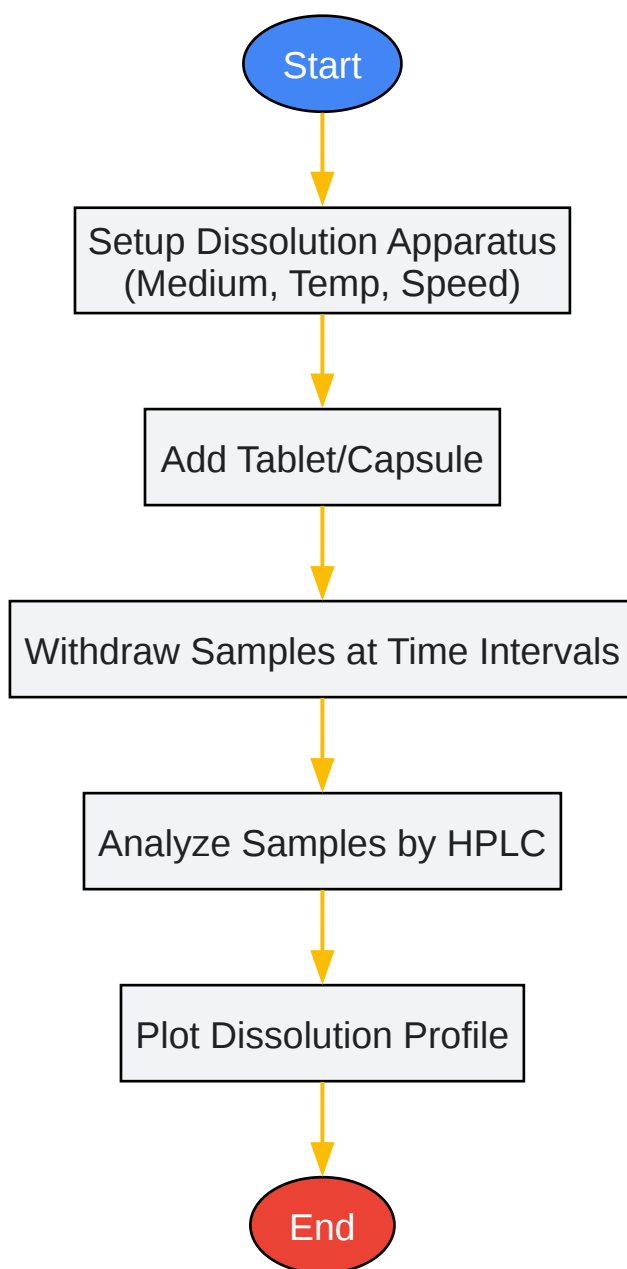 Start
Setup Dissolution Apparatus
(Medium, Temp, Speed)
Add Tablet/Capsule
Withdraw Samples at Time Intervals
Analyze Samples by HPLC
Plot Dissolution Profile
End